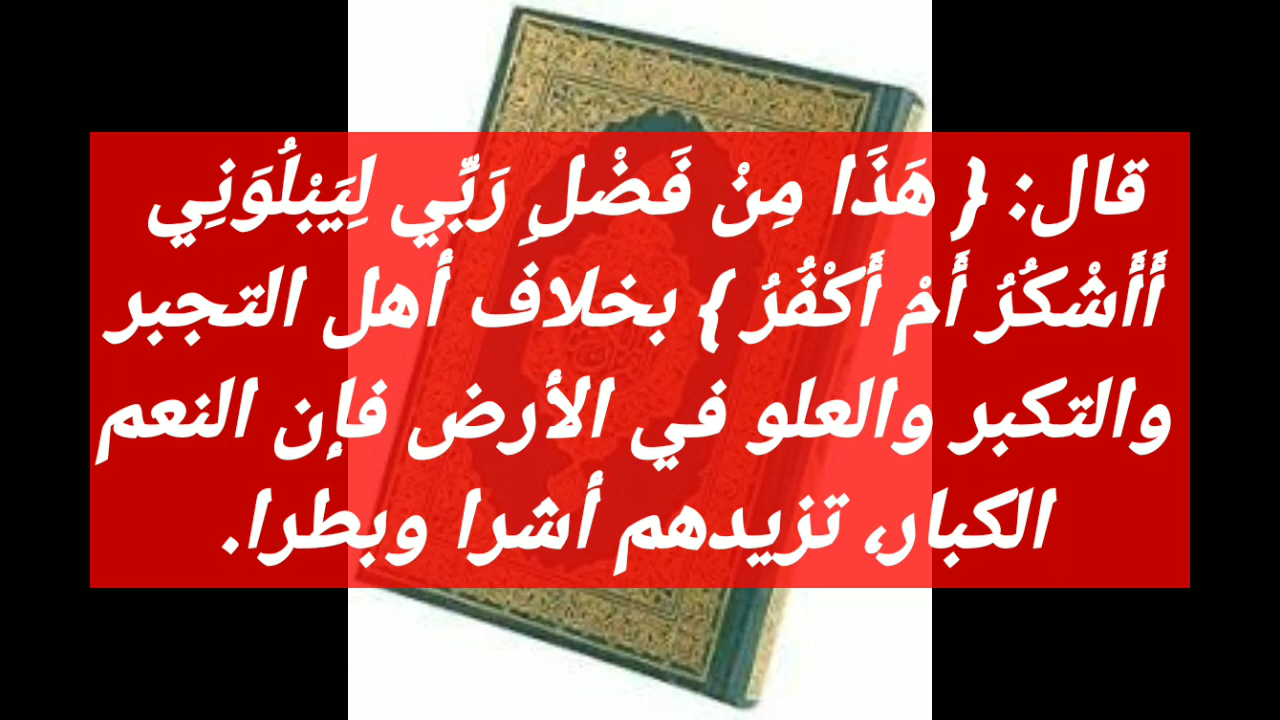 قال: { هَذَا مِنْ فَضْلِ رَبِّي لِيَبْلُوَنِي
أَأَشْكُرُ أَمْ أَكْفُرُ } بخلاف أهل التجبر
والتكبر والعلو في الأرض فإن النعم
الكبار، تزيدهم أشرا وبطرا.